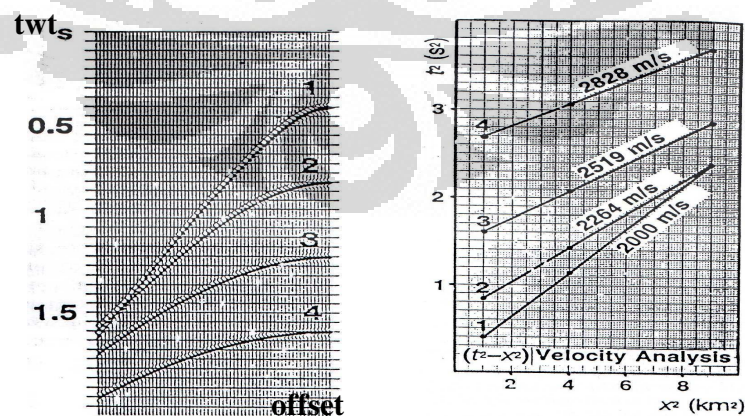 twts
0.5
1
1.5
1
2
3
4
offset
t² (s²)
3
2
1
4
2828 m/s
3
2519 m/s
2
2264 m/s
1
2000 m/s
(t²–x²) Velocity Analysis
2
4
6
8
x² (km²)